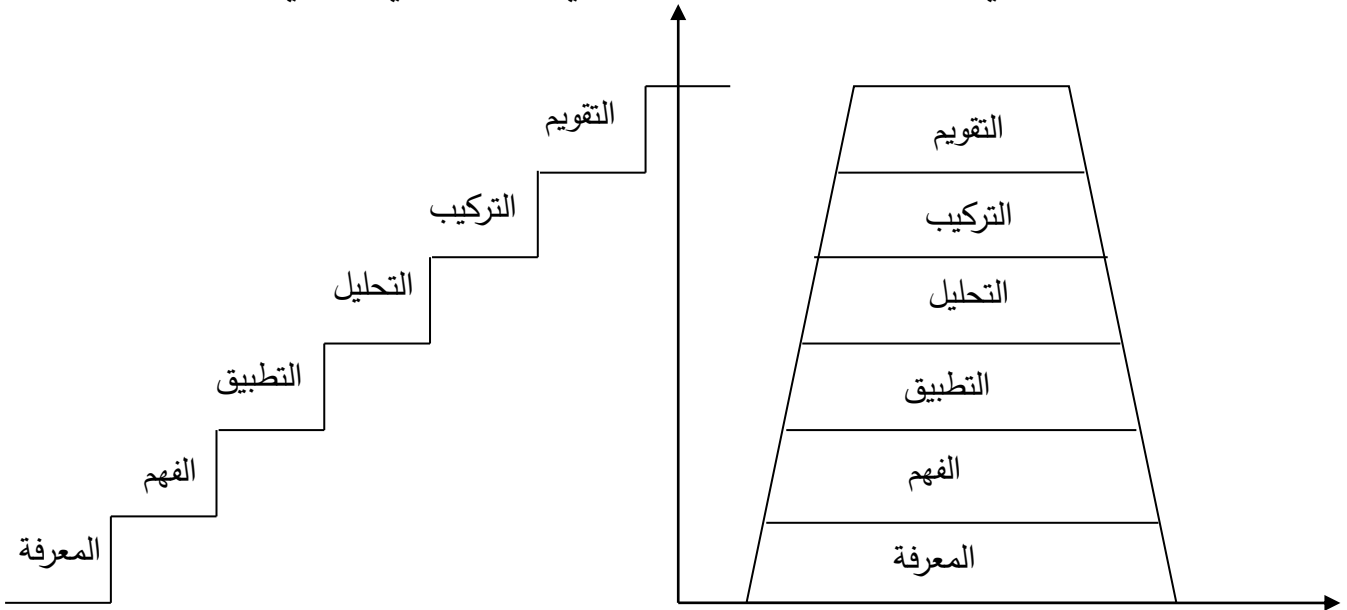 التقويم
التركيب
التحليل
التطبيق
الفهم
المعرفة
التقويم
التركيب
التحليل
التطبيق
الفهم
المعرفة